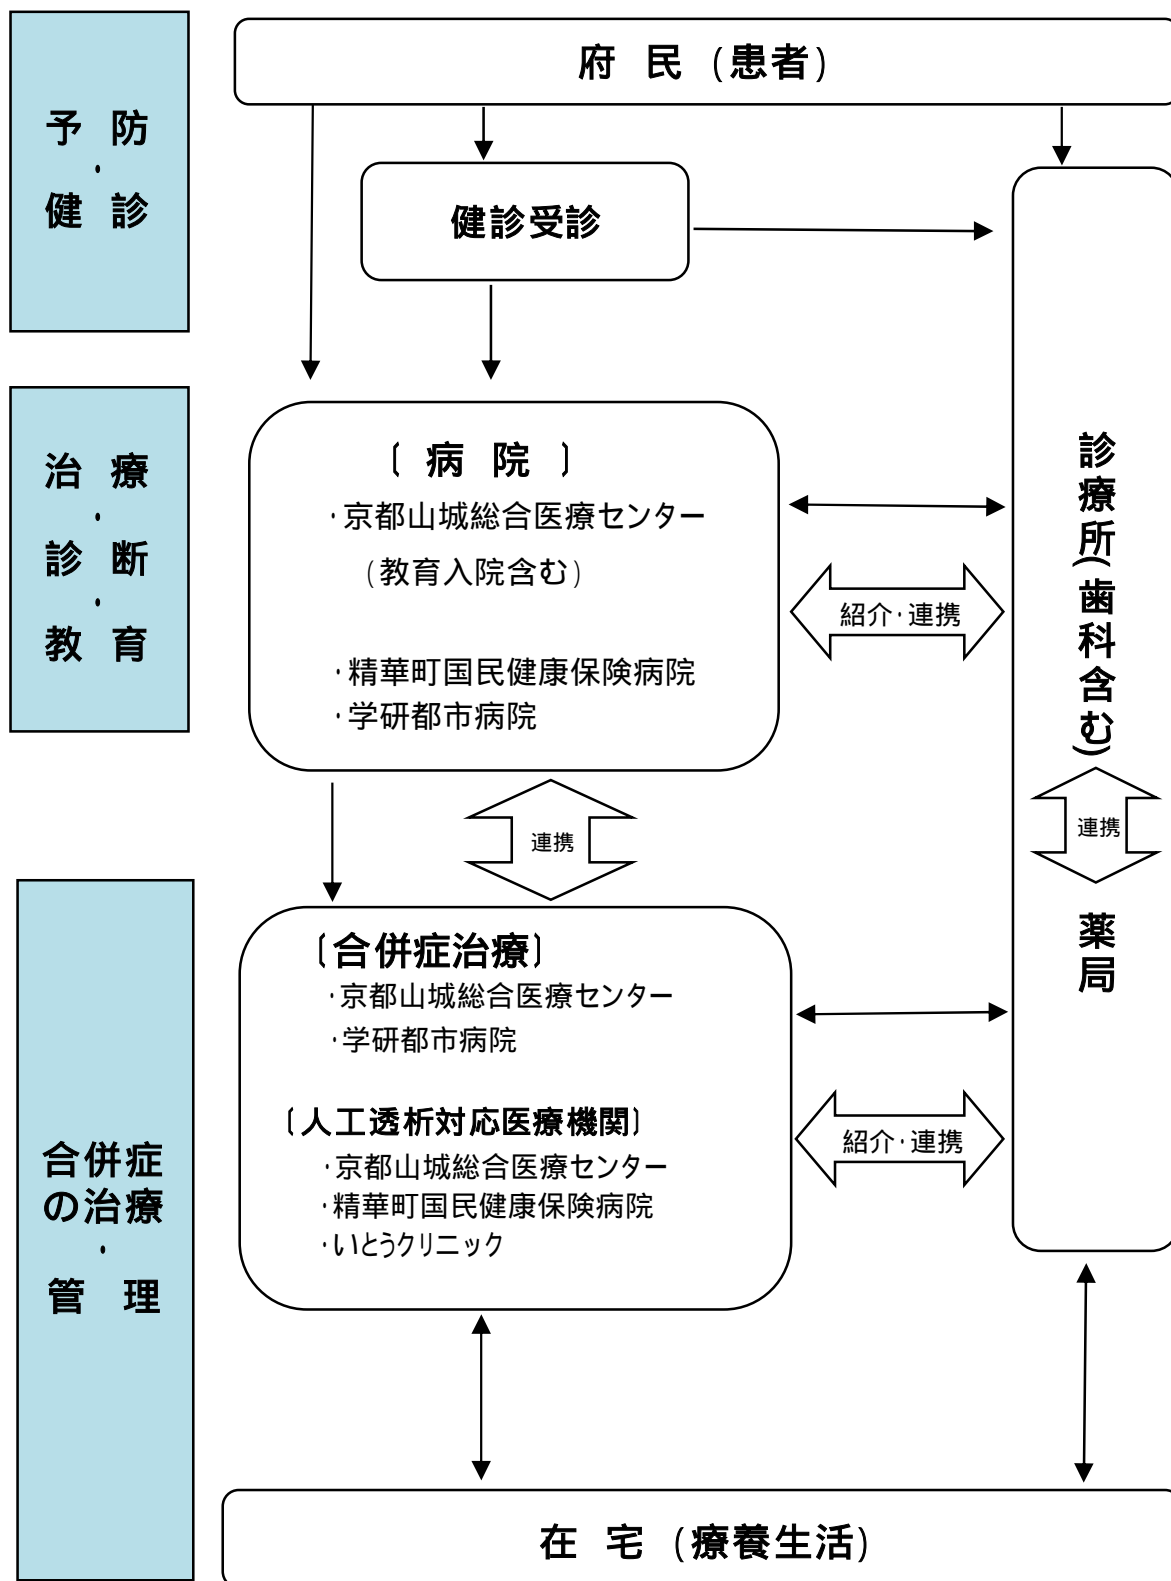 府 民 (患者)
予 防
・
健 診
健診受診
治 療
・
診 断
・
教 育
〔 病 院 〕
・京都山城総合医療センター
(教育入院含む)
・精華町国民健康保険病院
・学研都市病院
紹介・連携
診療所(歯科含む)
連携
薬局
連携
合併症
の治療
・
管 理
〔合併症治療〕
・京都山城総合医療センター
・学研都市病院
〔人工透析対応医療機関〕
・京都山城総合医療センター
・精華町国民健康保険病院
・いとうクリニック
紹介・連携
在 宅 (療養生活)